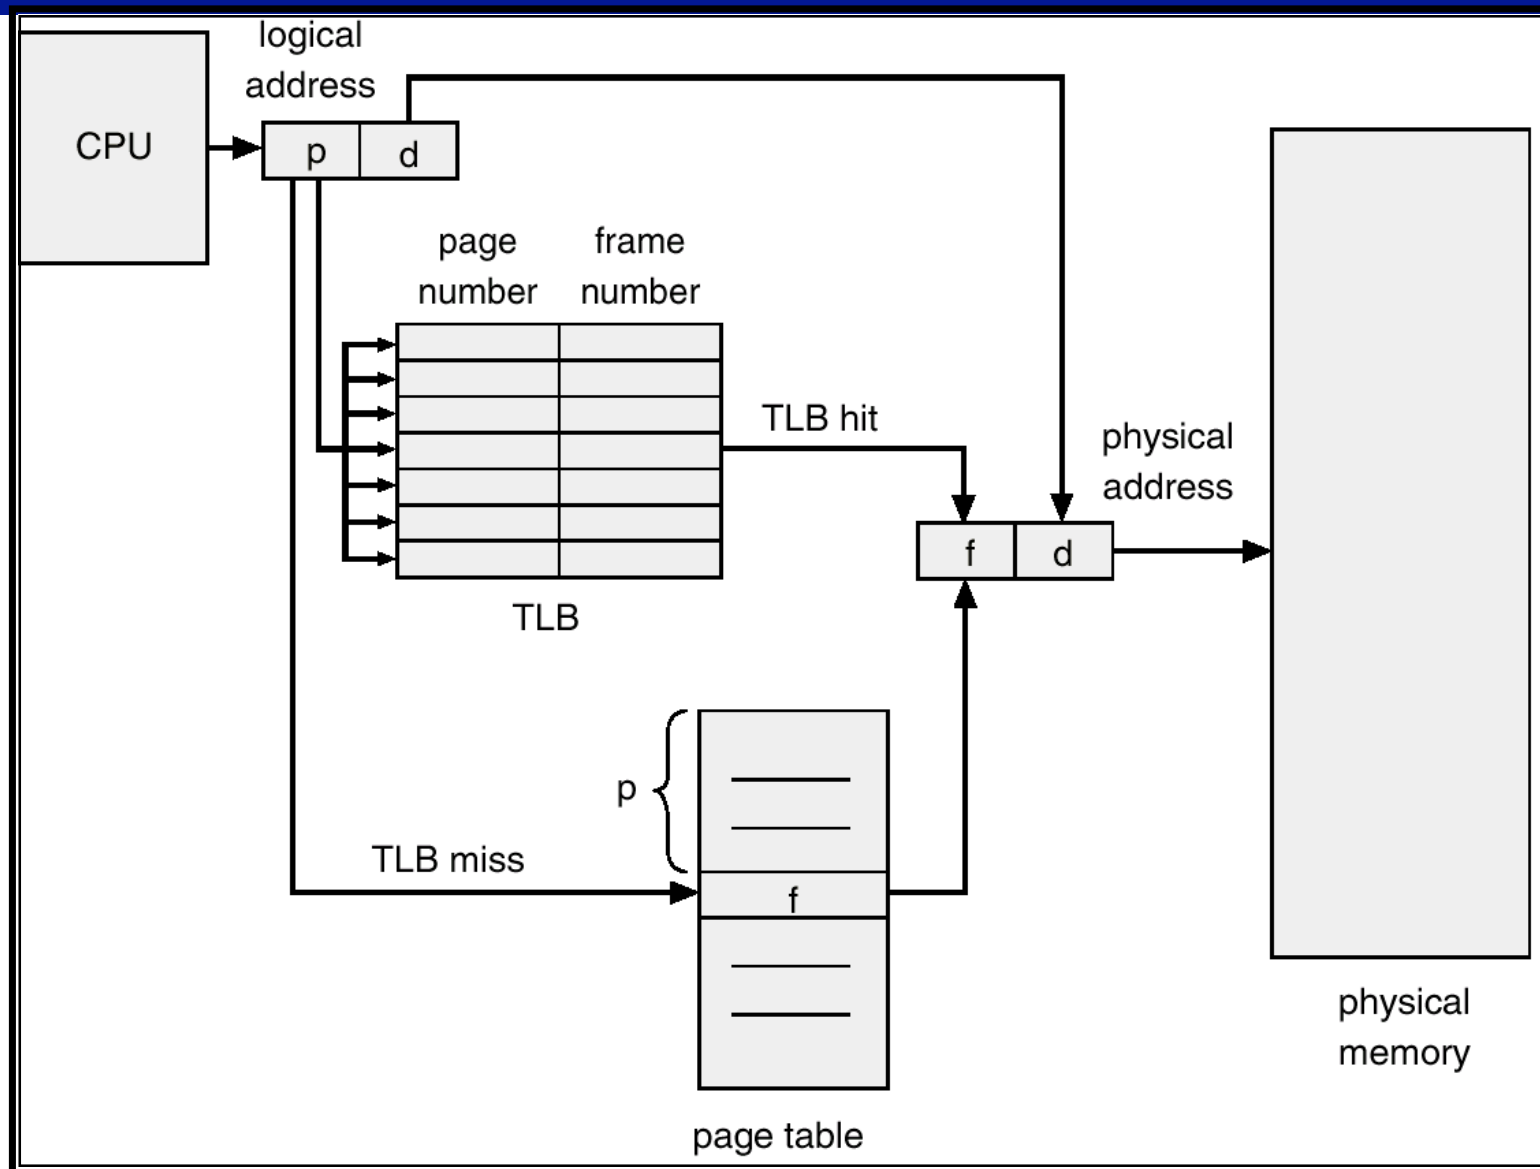 logical
address
CPU
p
d
page
number
frame
number
TLB hit
physical
address
f
d
TLB
p
TLB miss
f
physical
memory
page table